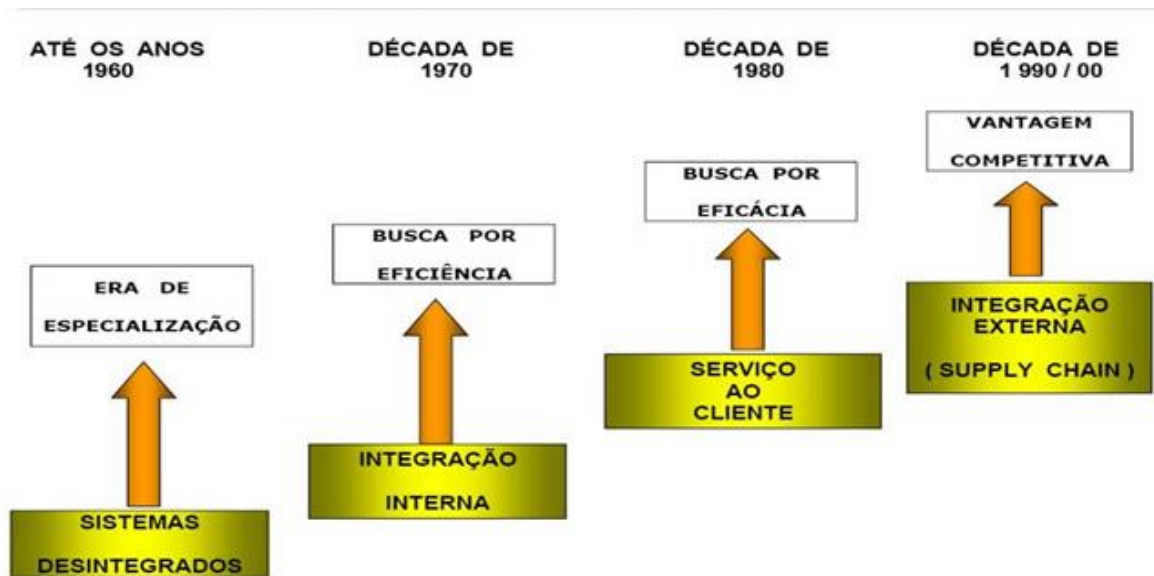 ATÉ OS ANOS
1960
DÉCADA DE
1970
DÉCADA DE
1980
DÉCADA DE
1 990 / 00
ERA DE
ESPECIALIZAÇÃO
BUSCA POR
EFICIÊNCIA
BUSCA POR
EFICÁCIA
VANTAGEM
COMPETITIVA
SISTEMAS
DESINTEGRADOS
INTEGRAÇÃO
INTERNA
SERVIÇO
AO
CLIENTE
INTEGRAÇÃO
EXTERNA
( SUPPLY CHAIN )